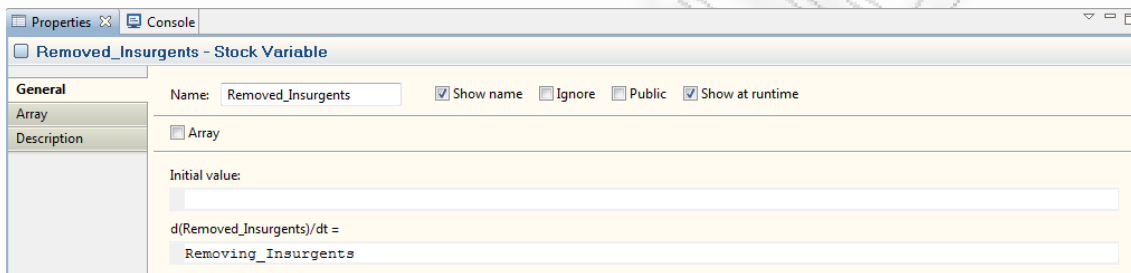 Properties Console
Removed_Insurgents - Stock Variable
General
Name: Removed_Insurgents Show name Ignore Public Show at runtime
Array
Array
Description
Initial value:
d(Removed_Insurgents)/dt =
Removing_Insurgents